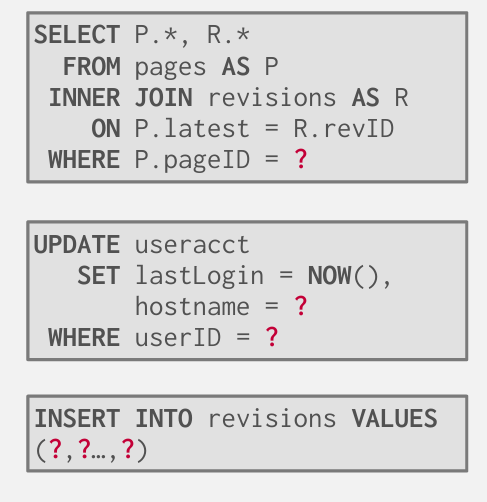 SELECT P.*, R.*
FROM pages AS P
INNER JOIN revisions AS R
ON P.latest = R.revID
WHERE P.pageID = ?
UPDATE useracct
SET lastLogin = NOW(),
hostname = ?
WHERE userID = ?
INSERT INTO revisions VALUES
(?,?…,?)